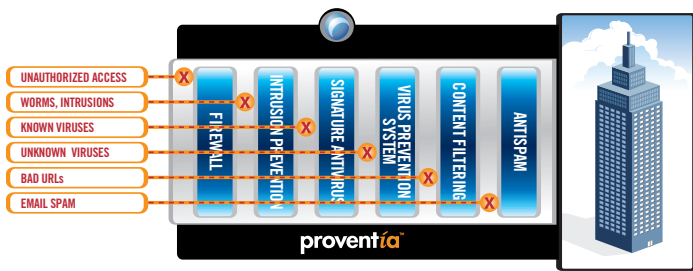 UNAUTHORIZED ACCESS
WORMS, INTRUSIONS
KNOWN VIRUSES
UNKNOWN VIRUSES
BAD URLs
EMAIL SPAM
X
X
X
X
X
X
FIREWALL
INTRUSION PREVENTION
SIGNATURE ANTIVIRUS
VIRUS PREVENTION
SYSTEM
CONTENT FILTERING
ANTISPAM
proventía™